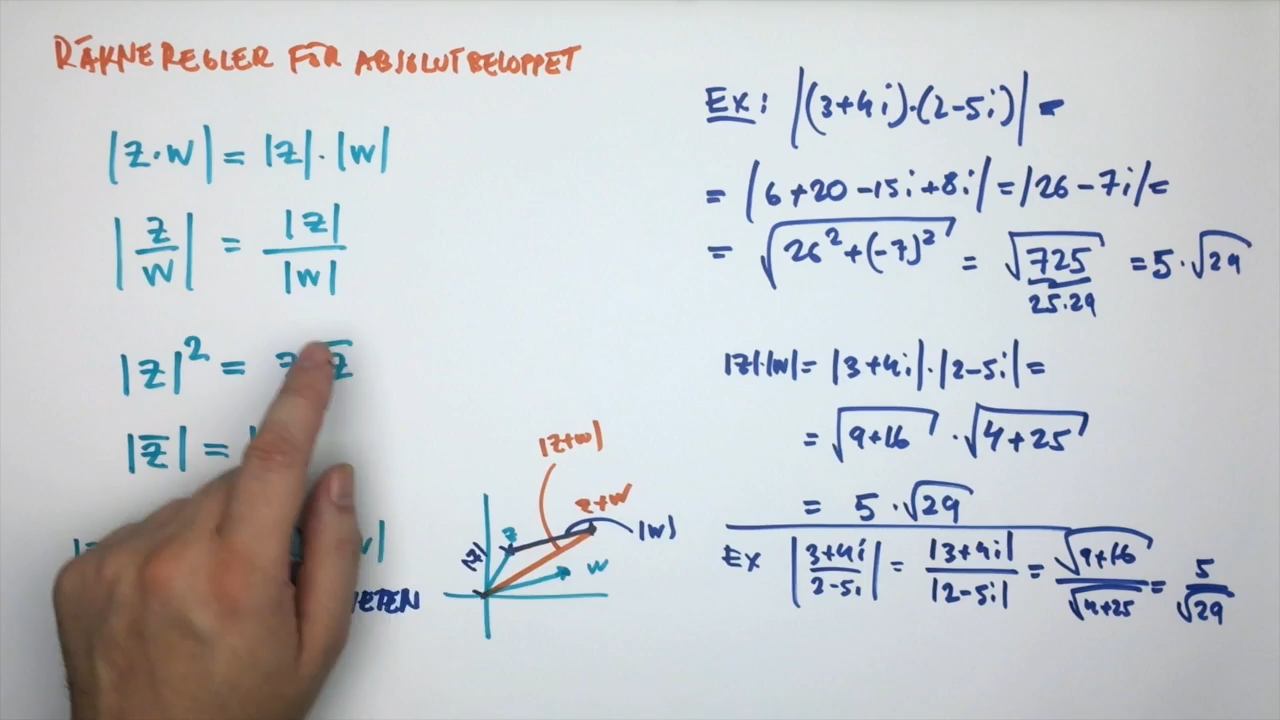 RÄKNEREGLER FÖR ABSOLUTBELOPPET
|z·w| = |z|·|w|
|z/w| = |z|/|w|
|z|² = z z̅
|z̅| =
|z+w|
z+w
z
|z|
|w|
w
Ex: |(3+4i)·(2-5i)| =
= |6+20-15i+8i| = |26-7i| =
= √(26²+(-7)²) = √725 = 5·√29
25·29
|z|·|w| = |3+4i|·|2-5i| =
= √(9+16) · √(4+25)
= 5·√29
Ex |(3+4i)/(2-5i)| = |3+4i|/|2-5i| = √(9+16)/√(4+25) = 5/√29